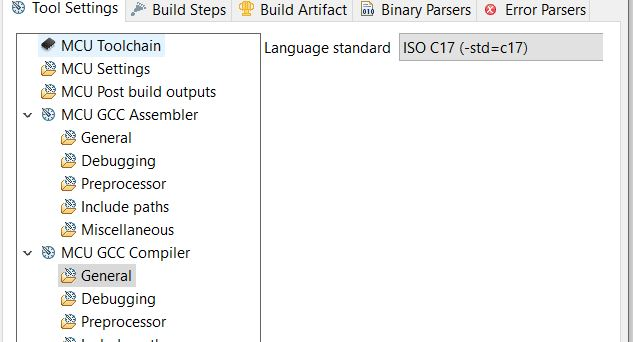 Tool Settings Build Steps Build Artifact Binary Parsers Error Parsers
MCU Toolchain
Language standard ISO C17 (-std=c17)
MCU Settings
MCU Post build outputs
MCU GCC Assembler
General
Debugging
Preprocessor
Include paths
Miscellaneous
MCU GCC Compiler
General
Debugging
Preprocessor